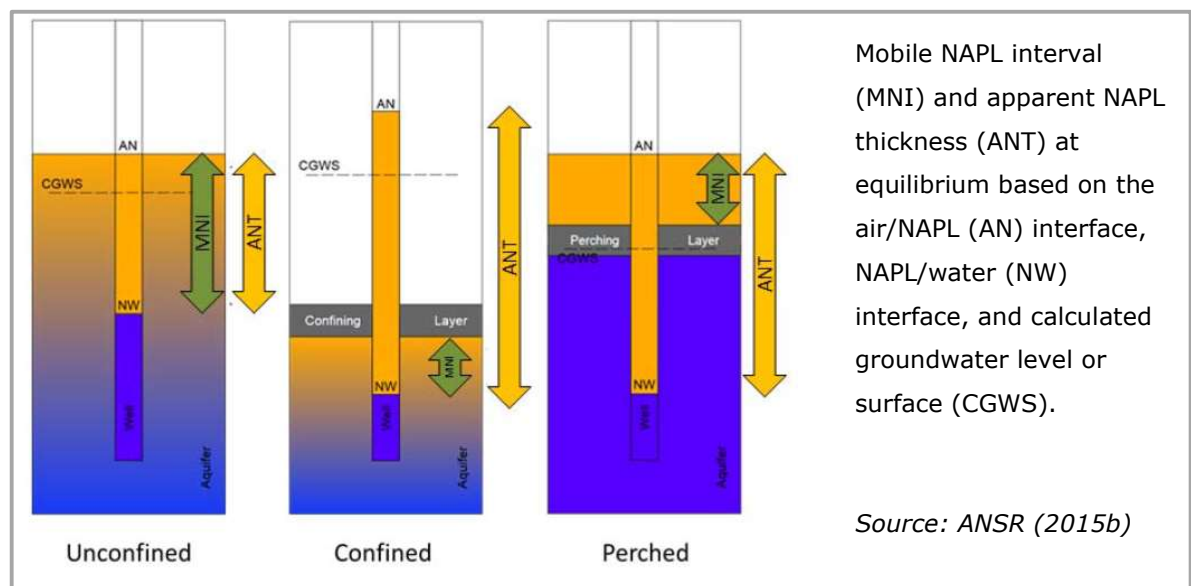 AN
CGWS
MNI
ANT
NW
Well
Aquifer
Unconfined
AN
CGWS
ANT
Confining Layer
MNI
NW
Well
Aquifer
Confined
AN
MNI
Perching Layer
CGWS
ANT
NW
Well
Aquifer
Perched
Mobile NAPL interval
(MNI) and apparent NAPL
thickness (ANT) at
equilibrium based on the
air/NAPL (AN) interface,
NAPL/water (NW)
interface, and calculated
groundwater level or
surface (CGWS).
Source: ANSR (2015b)